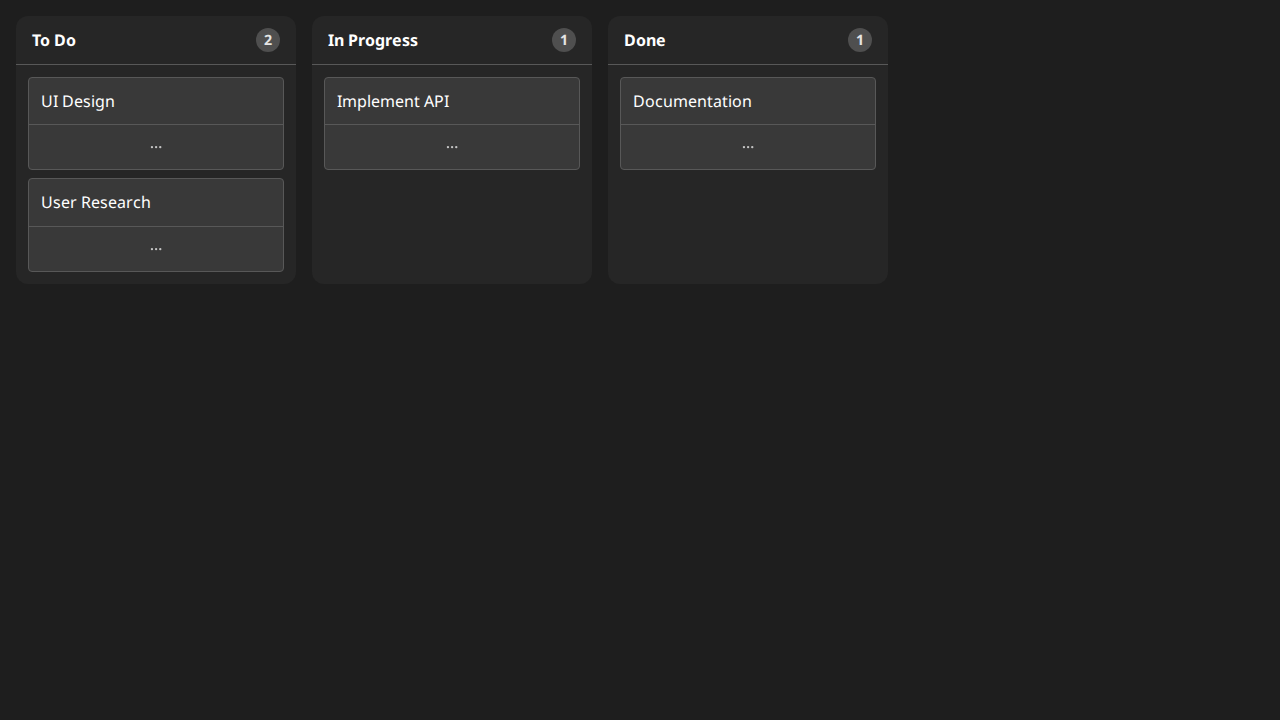 To Do 2
UI Design
...
User Research
...
In Progress 1
Implement API
...
Done 1
Documentation
...